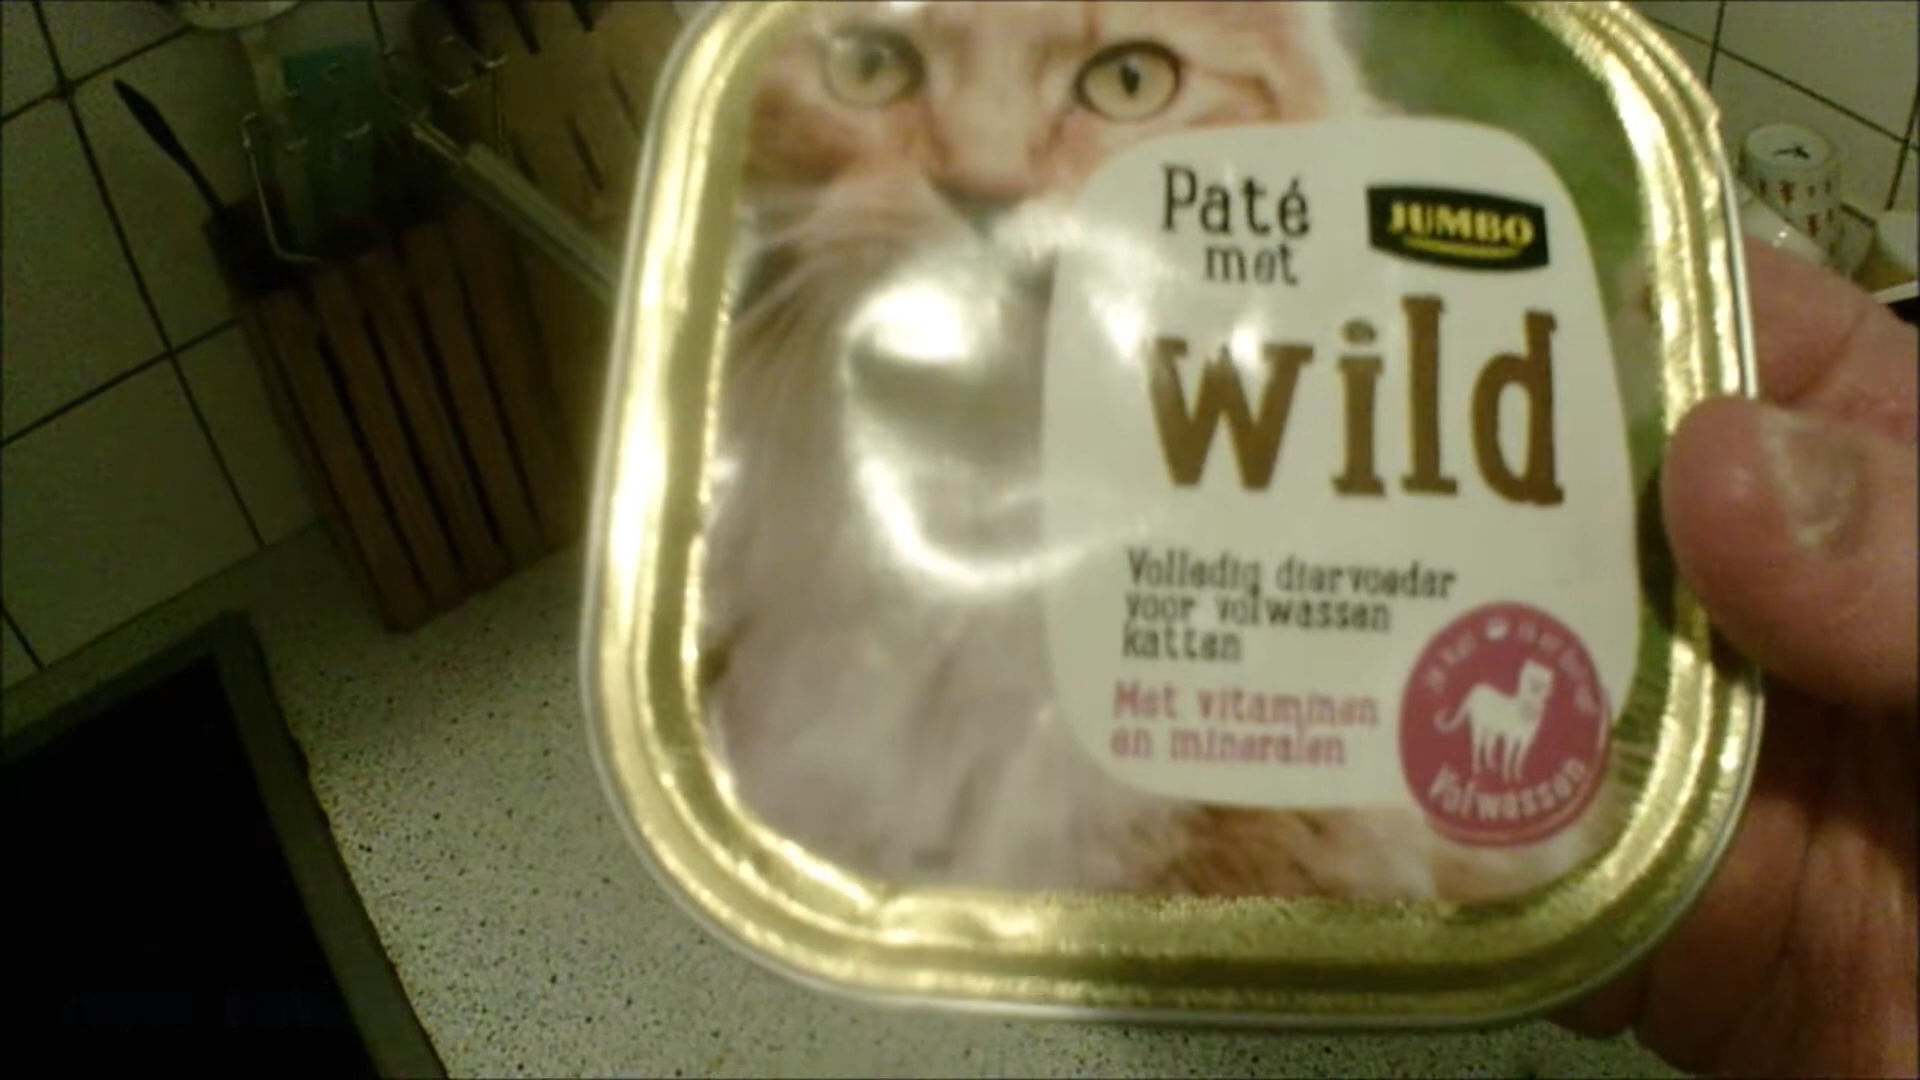 Paté
met
JUMBO
wild
Volledig diervoeder
voor volwassen
katten
Met vitaminen
en mineralen
Volwassen